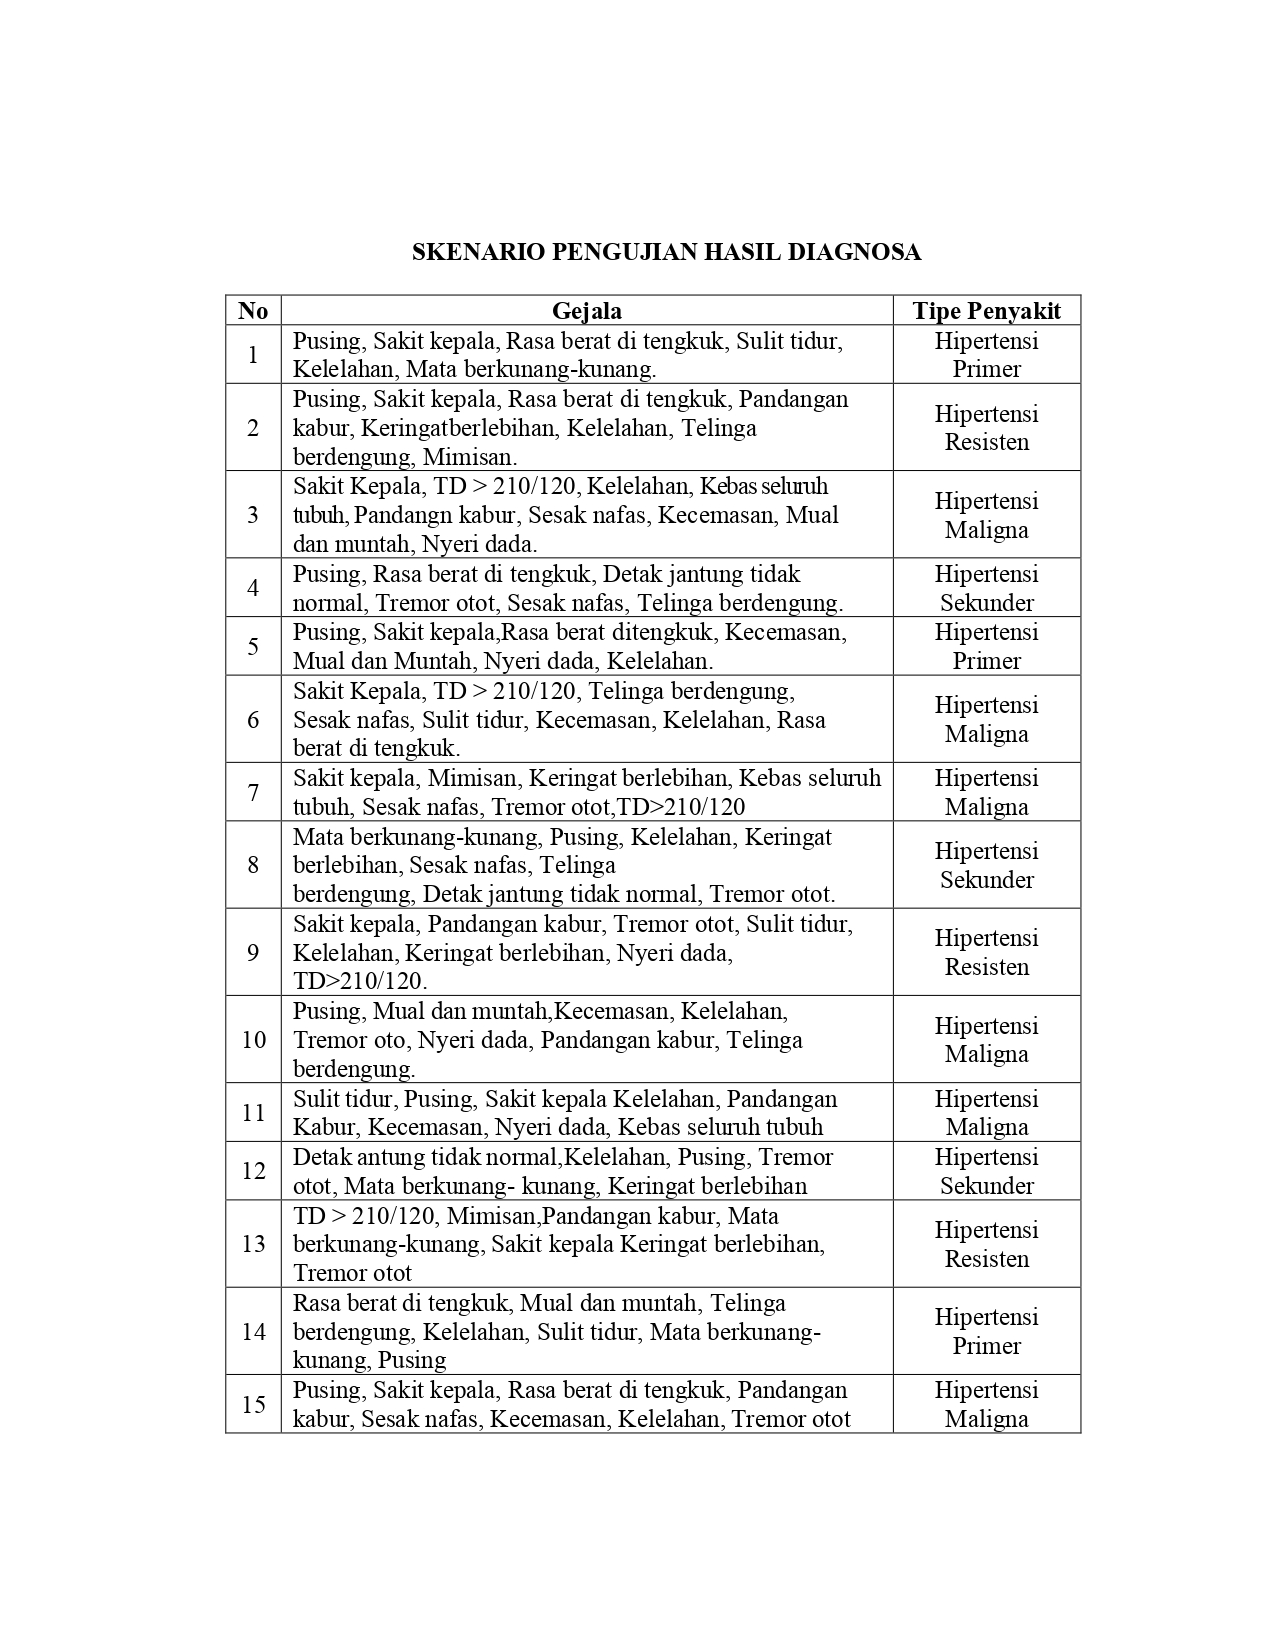 SKENARIO PENGUJIAN HASIL DIAGNOSA
No Gejala Tipe Penyakit
1
Pusing, Sakit kepala, Rasa berat di tengkuk, Sulit tidur,
Kelelahan, Mata berkunang-kunang.
Hipertensi
Primer
2
Pusing, Sakit kepala, Rasa berat di tengkuk, Pandangan
kabur, Keringatberlebihan, Kelelahan, Telinga
berdengung, Mimisan.
Hipertensi
Resisten
3
Sakit Kepala, TD > 210/120, Kelelahan, Kebas seluruh
tubuh, Pandangn kabur, Sesak nafas, Kecemasan, Mual
dan muntah, Nyeri dada.
Hipertensi
Maligna
4
Pusing, Rasa berat di tengkuk, Detak jantung tidak
normal, Tremor otot, Sesak nafas, Telinga berdengung.
Hipertensi
Sekunder
5
Pusing, Sakit kepala,Rasa berat ditengkuk, Kecemasan,
Mual dan Muntah, Nyeri dada, Kelelahan.
Hipertensi
Primer
6
Sakit Kepala, TD > 210/120, Telinga berdengung,
Sesak nafas, Sulit tidur, Kecemasan, Kelelahan, Rasa
berat di tengkuk.
Hipertensi
Maligna
7
Sakit kepala, Mimisan, Keringat berlebihan, Kebas seluruh
tubuh, Sesak nafas, Tremor otot,TD>210/120
Hipertensi
Maligna
8
Mata berkunang-kunang, Pusing, Kelelahan, Keringat
berlebihan, Sesak nafas, Telinga
berdengung, Detak jantung tidak normal, Tremor otot.
Hipertensi
Sekunder
9
Sakit kepala, Pandangan kabur, Tremor otot, Sulit tidur,
Kelelahan, Keringat berlebihan, Nyeri dada,
TD>210/120.
Hipertensi
Resisten
10
Pusing, Mual dan muntah,Kecemasan, Kelelahan,
Tremor oto, Nyeri dada, Pandangan kabur, Telinga
berdengung.
Hipertensi
Maligna
11
Sulit tidur, Pusing, Sakit kepala Kelelahan, Pandangan
Kabur, Kecemasan, Nyeri dada, Kebas seluruh tubuh
Hipertensi
Maligna
12
Detak antung tidak normal,Kelelahan, Pusing, Tremor
otot, Mata berkunang- kunang, Keringat berlebihan
Hipertensi
Sekunder
13
TD > 210/120, Mimisan,Pandangan kabur, Mata
berkunang-kunang, Sakit kepala Keringat berlebihan,
Tremor otot
Hipertensi
Resisten
14
Rasa berat di tengkuk, Mual dan muntah, Telinga
berdengung, Kelelahan, Sulit tidur, Mata berkunang-
kunang, Pusing
Hipertensi
Primer
15
Pusing, Sakit kepala, Rasa berat di tengkuk, Pandangan
kabur, Sesak nafas, Kecemasan, Kelelahan, Tremor otot
Hipertensi
Maligna